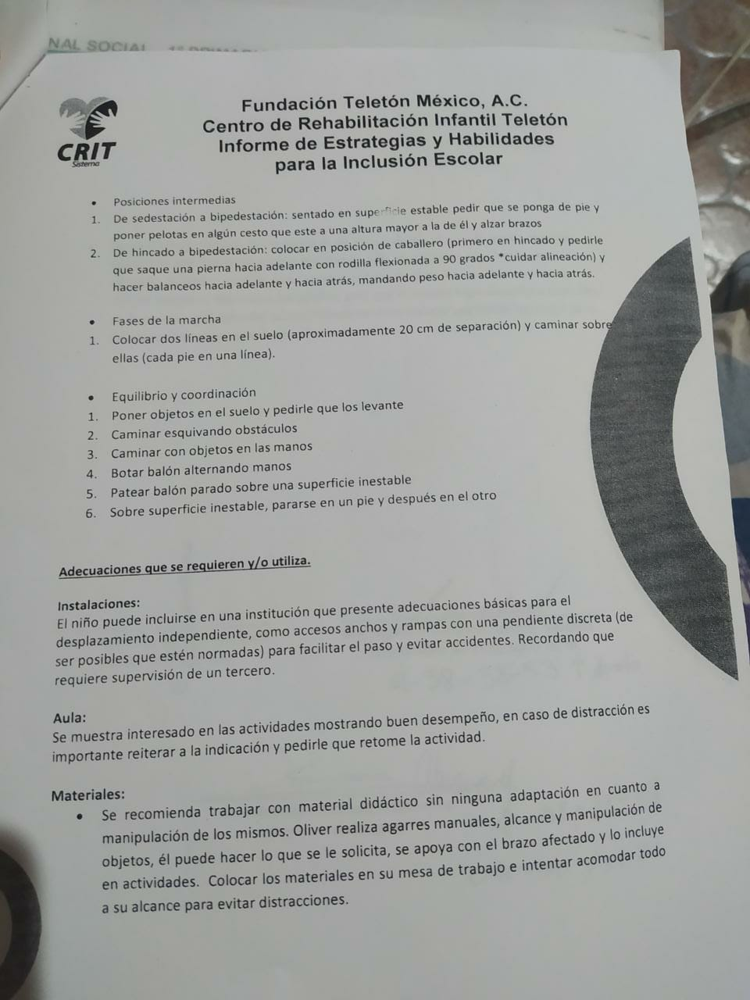 NAL SOCIAL
CRIT
Sistema
Fundación Teletón México, A.C.
Centro de Rehabilitación Infantil Teletón
Informe de Estrategias y Habilidades
para la Inclusión Escolar
• Posiciones intermedias
1. De sedestación a bipedestación: sentado en superficie estable pedir que se ponga de pie y
poner pelotas en algún cesto que este a una altura mayor a la de él y alzar brazos
2. De hincado a bipedestación: colocar en posición de caballero (primero en hincado y pedirle
que saque una pierna hacia adelante con rodilla flexionada a 90 grados *cuidar alineación) y
hacer balanceos hacia adelante y hacia atrás, mandando peso hacia adelante y hacia atrás.
• Fases de la marcha
1. Colocar dos líneas en el suelo (aproximadamente 20 cm de separación) y caminar sobre
ellas (cada pie en una línea).
• Equilibrio y coordinación
1. Poner objetos en el suelo y pedirle que los levante
2. Caminar esquivando obstáculos
3. Caminar con objetos en las manos
4. Botar balón alternando manos
5. Patear balón parado sobre una superficie inestable
6. Sobre superficie inestable, pararse en un pie y después en el otro
Adecuaciones que se requieren y/o utiliza.
Instalaciones:
El niño puede incluirse en una institución que presente adecuaciones básicas para el
desplazamiento independiente, como accesos anchos y rampas con una pendiente discreta (de
ser posibles que estén normadas) para facilitar el paso y evitar accidentes. Recordando que
requiere supervisión de un tercero.
Aula:
Se muestra interesado en las actividades mostrando buen desempeño, en caso de distracción es
importante reiterar a la indicación y pedirle que retome la actividad.
Materiales:
• Se recomienda trabajar con material didáctico sin ninguna adaptación en cuanto a
manipulación de los mismos. Oliver realiza agarres manuales, alcance y manipulación de
objetos, él puede hacer lo que se le solicita, se apoya con el brazo afectado y lo incluye
en actividades. Colocar los materiales en su mesa de trabajo e intentar acomodar todo
a su alcance para evitar distracciones.